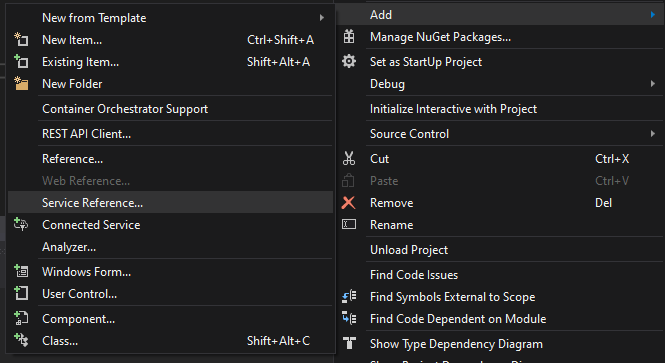 New from Template
New Item... Ctrl+Shift+A
Existing Item... Shift+Alt+A
New Folder
Container Orchestrator Support
REST API Client...
Reference...
Web Reference...
Service Reference...
Connected Service
Analyzer...
Windows Form...
User Control...
Component...
Class... Shift+Alt+C
Add
Manage NuGet Packages...
Set as StartUp Project
Debug
Initialize Interactive with Project
Source Control
Cut Ctrl+X
Paste Ctrl+V
Remove Del
Rename
Unload Project
Find Code Issues
Find Symbols External to Scope
Find Code Dependent on Module
Show Type Dependency Diagram